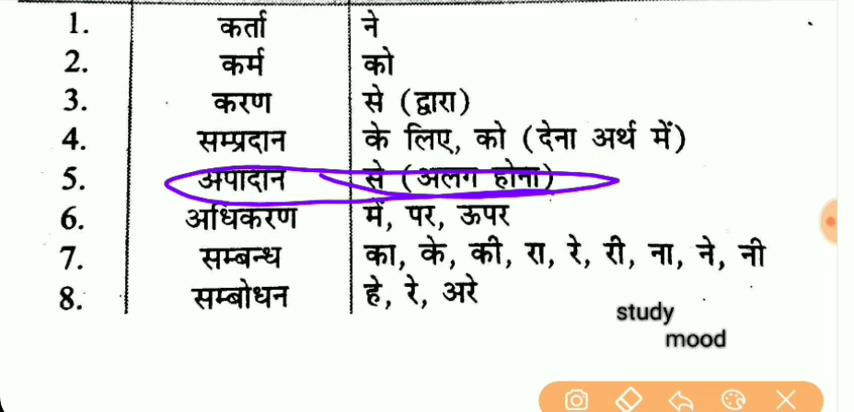 1. कर्ता ने
2. कर्म को
3. करण से (द्वारा)
4. सम्प्रदान के लिए, को (देना अर्थ में)
5. अपादान से (अलग होना)
6. अधिकरण में, पर, ऊपर
7. सम्बन्ध का, के, की, रा, रे, री, ना, ने, नी
8. सम्बोधन हे, रे, अरे
study
mood